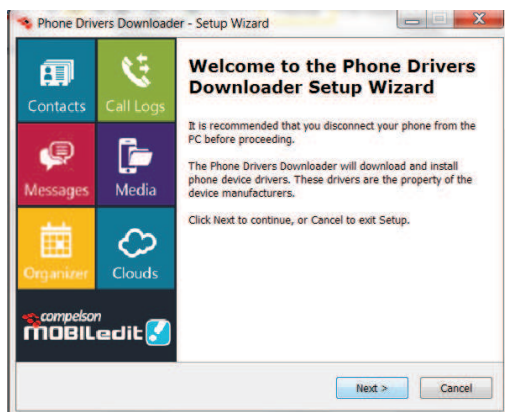 Phone Drivers Downloader - Setup Wizard
Contacts
Call Logs
Messages
Media
Organizer
Clouds
compelson
MOBILedit!
Welcome to the Phone Drivers
Downloader Setup Wizard
It is recommended that you disconnect your phone from the
PC before proceeding.
The Phone Drivers Downloader will download and install
phone device drivers. These drivers are the property of the
device manufacturers.
Click Next to continue, or Cancel to exit Setup.
Next >
Cancel